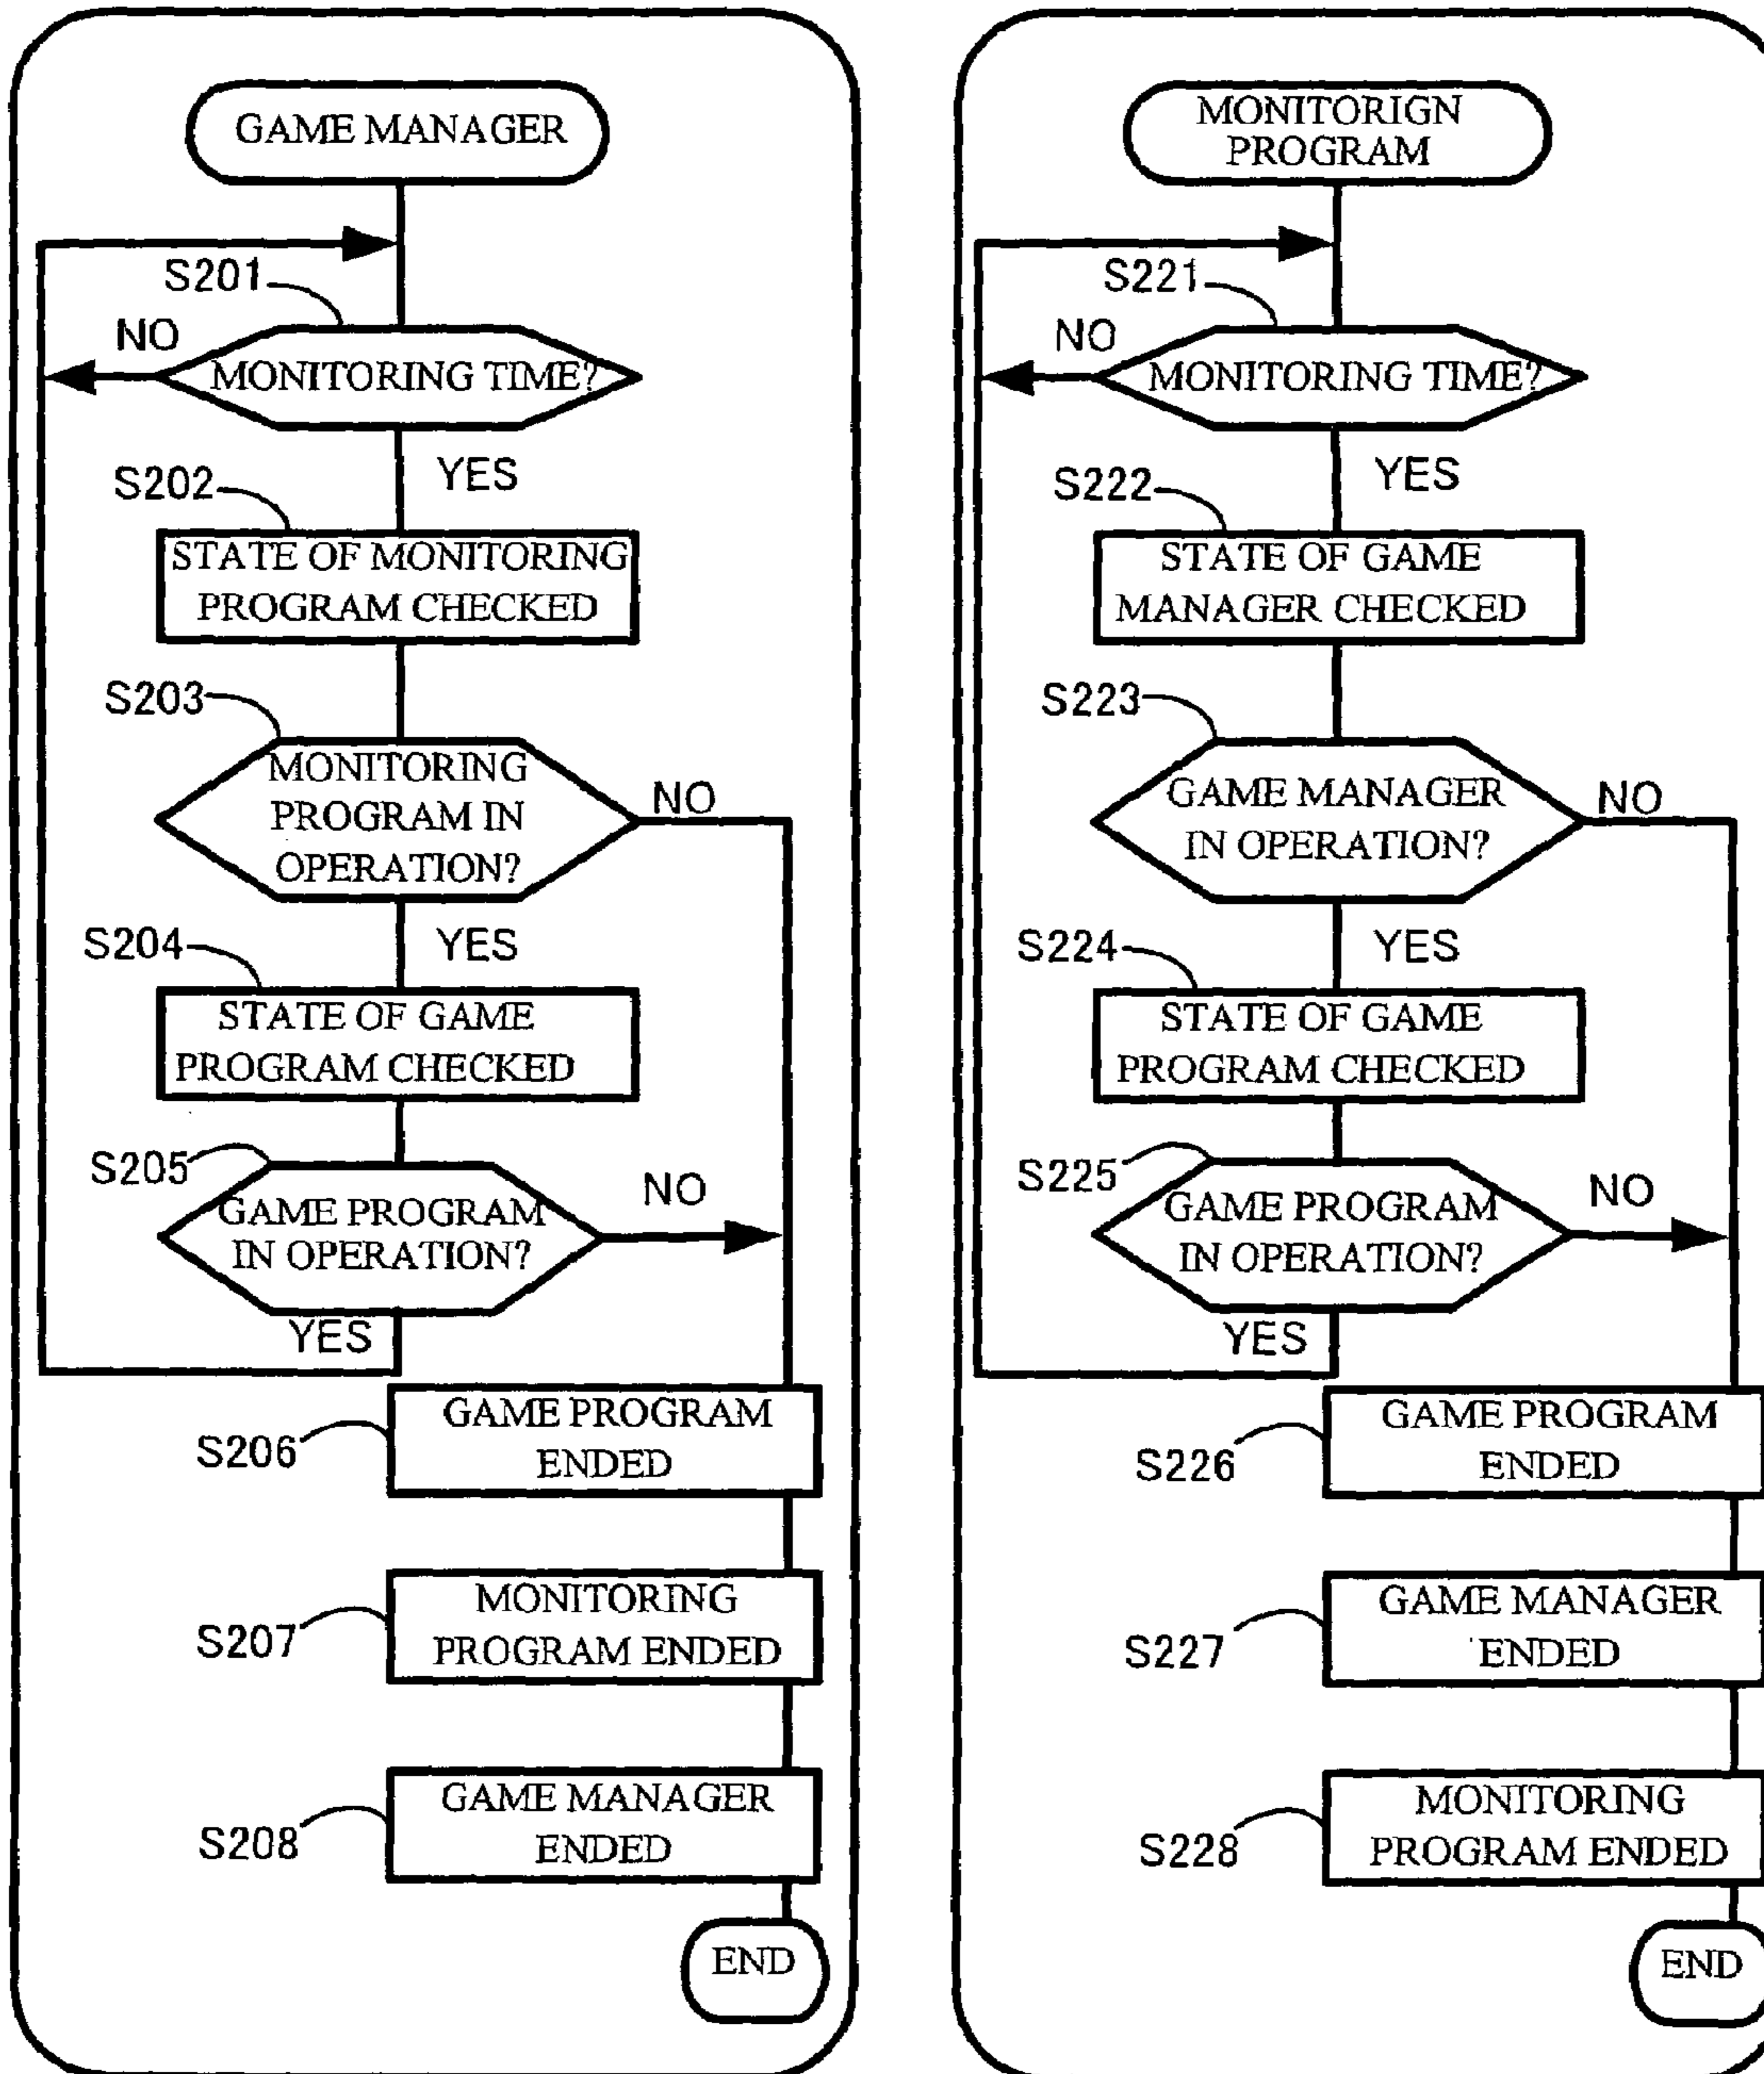 GAME MANAGER
S201
NO
MONITORING TIME?
YES
S202
STATE OF MONITORING
PROGRAM CHECKED
S203
MONITORING
PROGRAM IN
OPERATION?
NO
YES
S204
STATE OF GAME
PROGRAM CHECKED
S205
GAME PROGRAM
IN OPERATION?
NO
YES
GAME PROGRAM
ENDED
S206
MONITORING
PROGRAM ENDED
S207
GAME MANAGER
ENDED
S208
END
MONITORIGN
PROGRAM
S221
NO
MONITORING TIME?
YES
S222
STATE OF GAME
MANAGER CHECKED
S223
GAME MANAGER
IN OPERATION?
NO
YES
S224
STATE OF GAME
PROGRAM CHECKED
S225
GAME PROGRAM
IN OPERATION?
NO
YES
GAME PROGRAM
ENDED
S226
GAME MANAGER
ENDED
S227
MONITORING
PROGRAM ENDED
S228
END